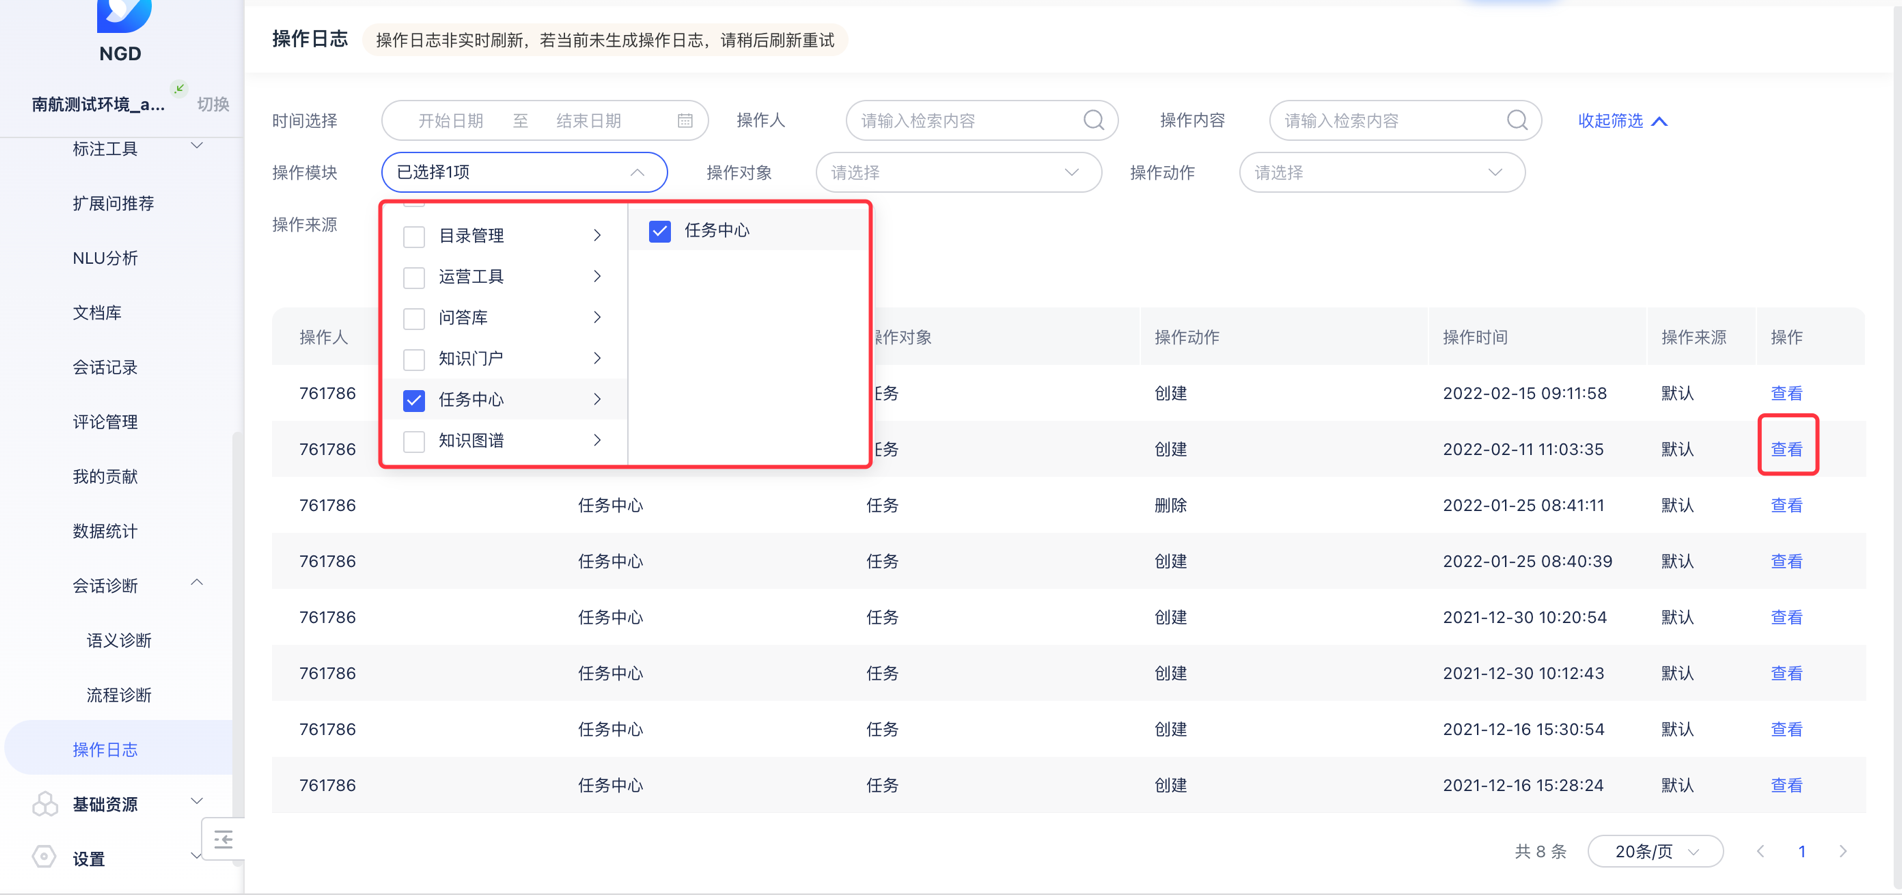 NGD
南航测试环境_a...
切换
标注工具
扩展问推荐
NLU分析
文档库
会话记录
评论管理
我的贡献
数据统计
会话诊断
语义诊断
流程诊断
操作日志
基础资源
设置
操作日志 操作日志非实时刷新，若当前未生成操作日志，请稍后刷新重试
时间选择 开始日期 至 结束日期 操作人 请输入检索内容 操作内容 请输入检索内容 收起筛选
操作模块 已选择1项 操作对象 请选择 操作动作 请选择
操作来源
目录管理
运营工具
问答库
知识门户
任务中心
知识图谱
任务中心
操作人 操作对象 操作动作 操作时间 操作来源 操作
761786 任务 创建 2022-02-15 09:11:58 默认 查看
761786 任务 创建 2022-02-11 11:03:35 默认 查看
761786 任务中心 任务 删除 2022-01-25 08:41:11 默认 查看
761786 任务中心 任务 创建 2022-01-25 08:40:39 默认 查看
761786 任务中心 任务 创建 2021-12-30 10:20:54 默认 查看
761786 任务中心 任务 创建 2021-12-30 10:12:43 默认 查看
761786 任务中心 任务 创建 2021-12-16 15:30:54 默认 查看
761786 任务中心 任务 创建 2021-12-16 15:28:24 默认 查看
共 8 条 20条/页 1